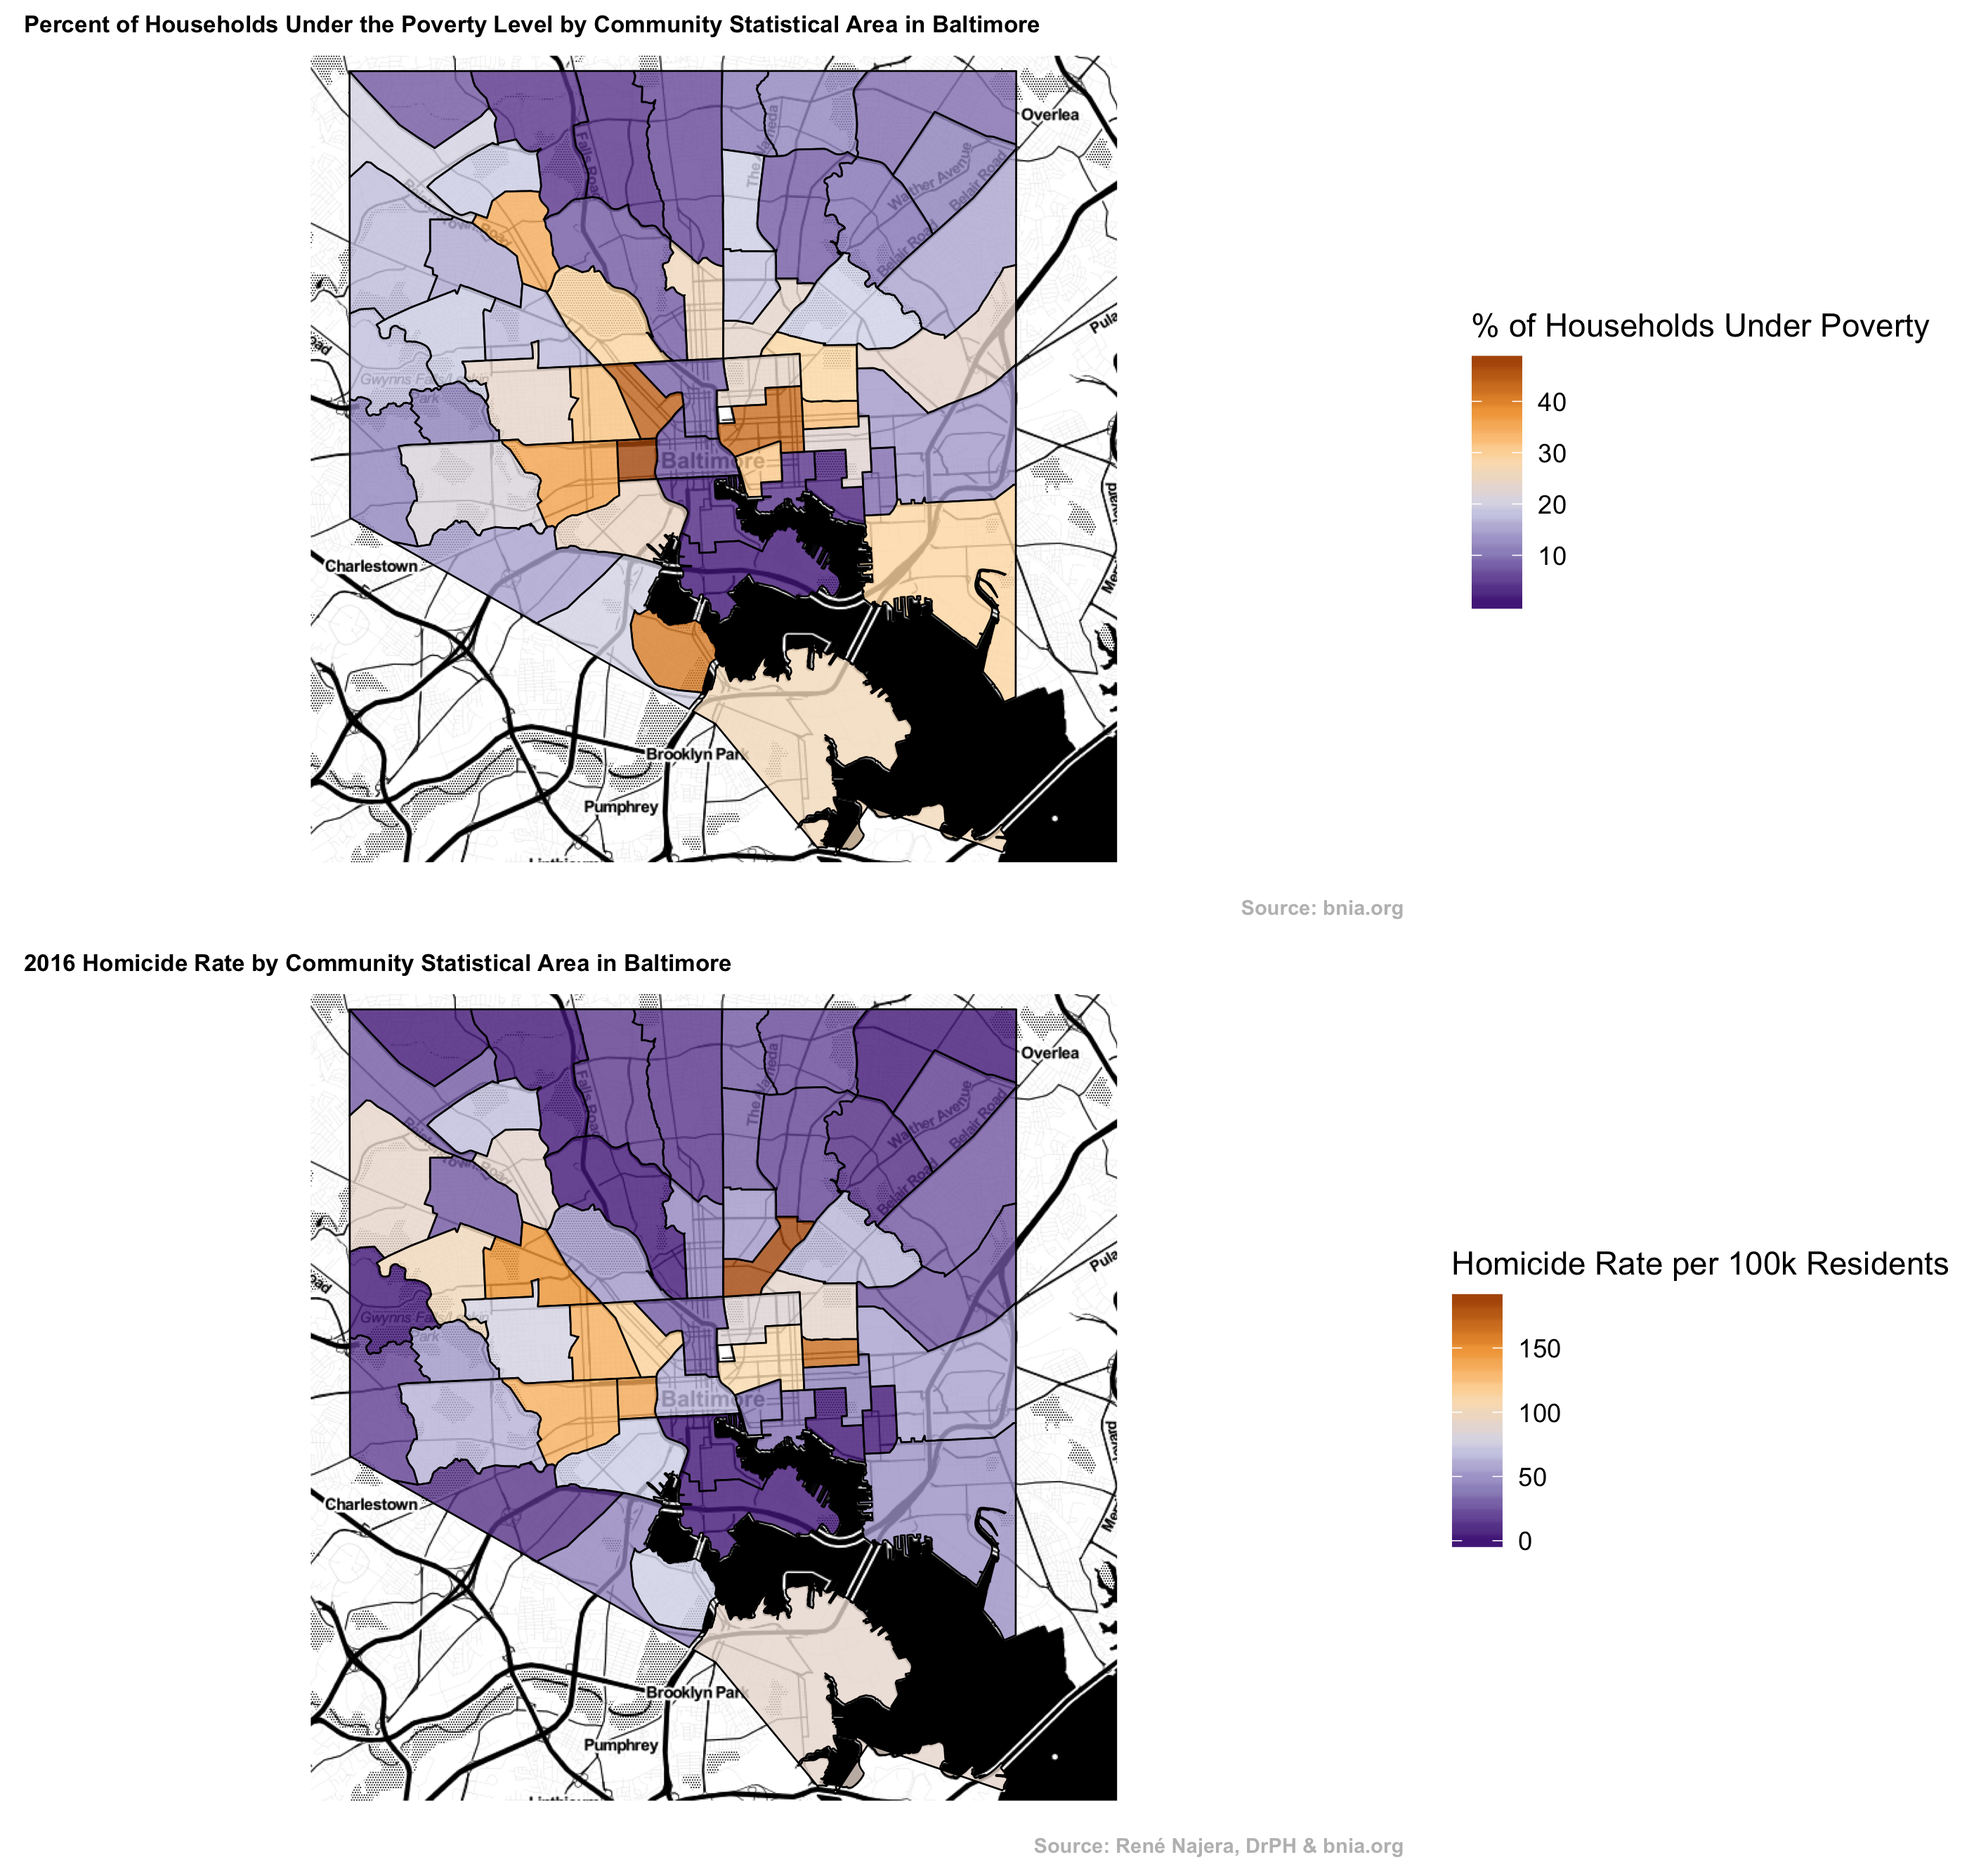 Percent of Households Under the Poverty Level by Community Statistical Area in Baltimore
Overlea
Falls Road
The Alameda
Walther Avenue
Belair Road
Belair Road
Gwynns Falls/Leakin
Park
Baltimore
Charlestown
Brooklyn Park
Pumphrey
% of Households Under Poverty
40
30
20
10
Source: bnia.org
2016 Homicide Rate by Community Statistical Area in Baltimore
Overlea
Falls Road
The Alameda
Walther Avenue
Belair Road
Belair Road
Gwynns Falls/Leakin
Park
Baltimore
Charlestown
Brooklyn Park
Pumphrey
Homicide Rate per 100k Residents
150
100
50
0
Source: René Najera, DrPH & bnia.org